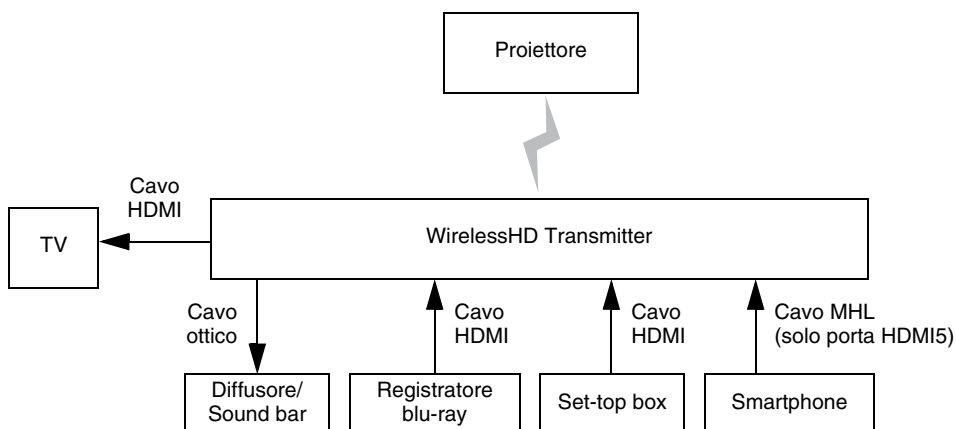 Proiettore
Cavo
HDMI
TV
WirelessHD Transmitter
Cavo
ottico
Cavo
HDMI
Cavo
HDMI
Cavo MHL
(solo porta HDMI5)
Diffusore/
Sound bar
Registratore
blu-ray
Set-top box
Smartphone